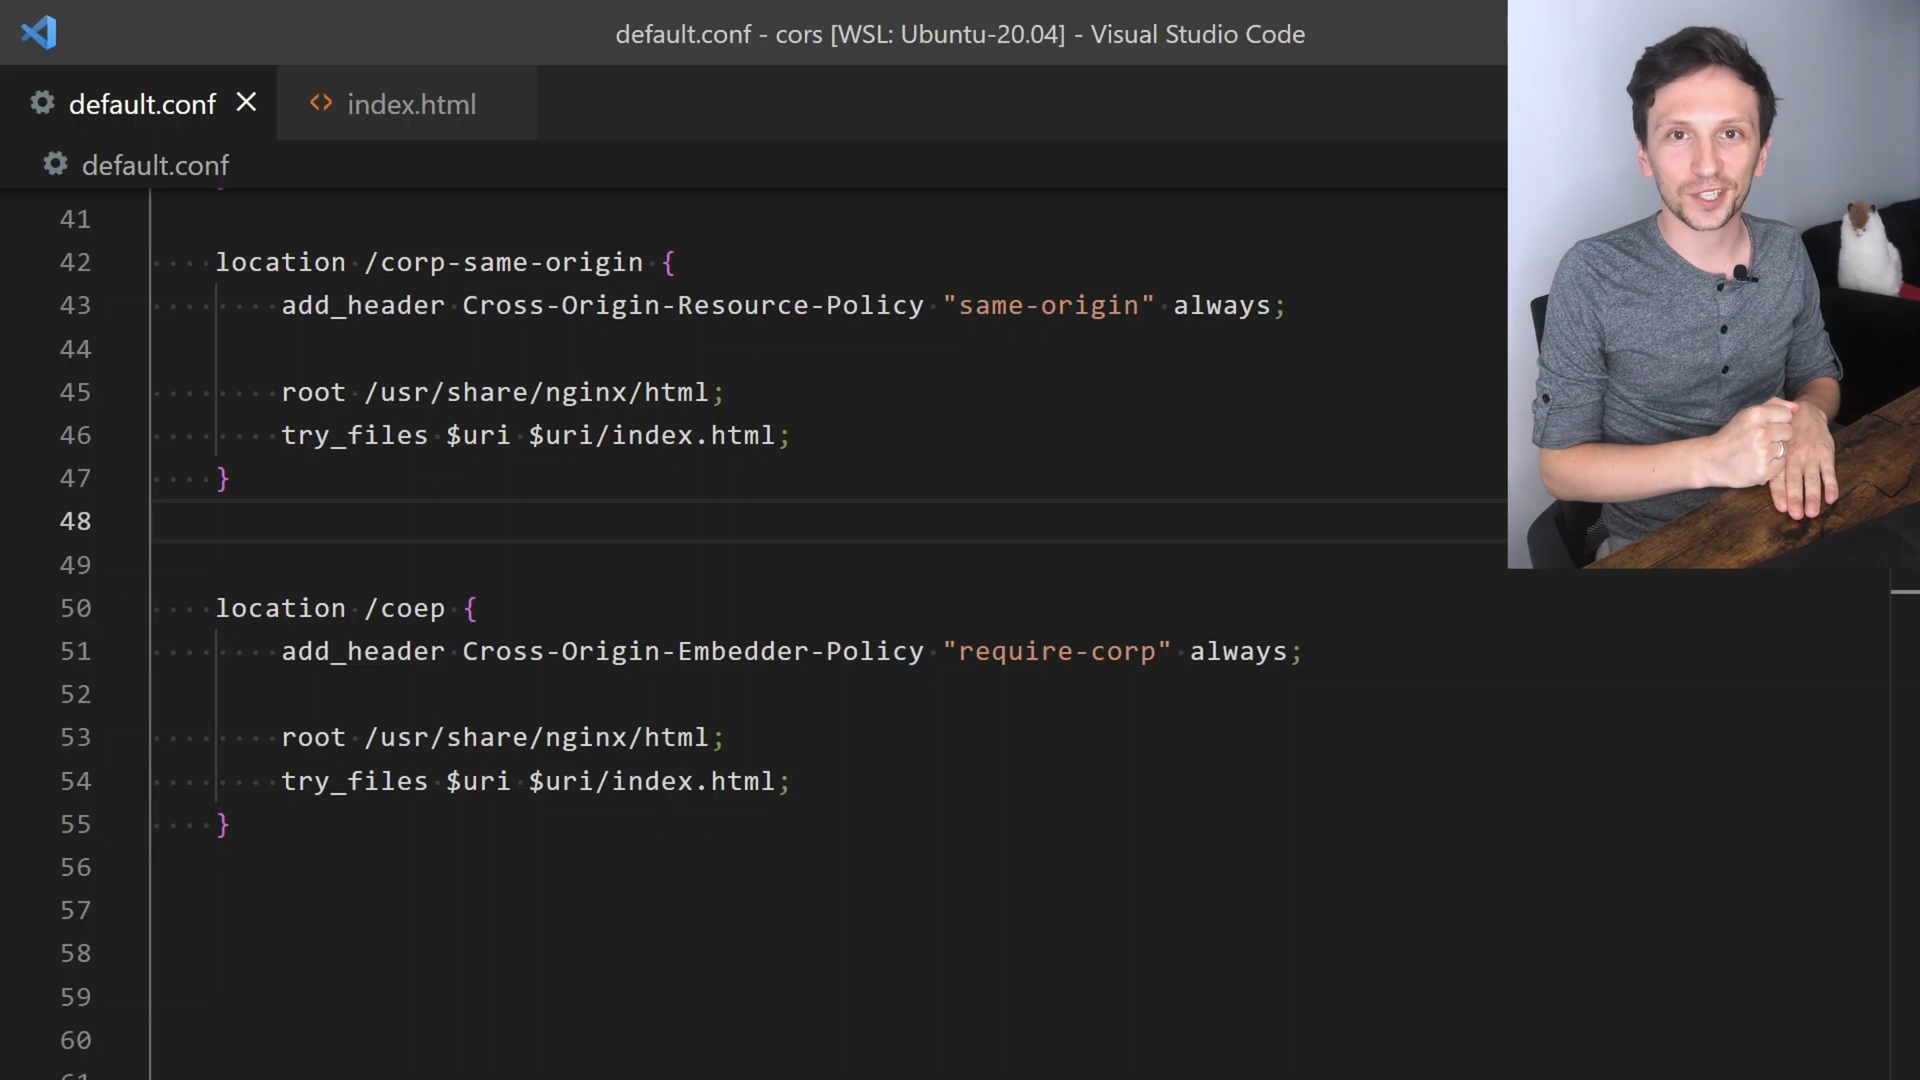 default.conf - cors [WSL: Ubuntu-20.04] - Visual Studio Code
default.conf
index.html
default.conf
41
42 location /corp-same-origin {
43 add_header Cross-Origin-Resource-Policy "same-origin" always;
44
45 root /usr/share/nginx/html;
46 try_files $uri $uri/index.html;
47 }
48
49
50 location /coep {
51 add_header Cross-Origin-Embedder-Policy "require-corp" always;
52
53 root /usr/share/nginx/html;
54 try_files $uri $uri/index.html;
55 }
56
57
58
59
60